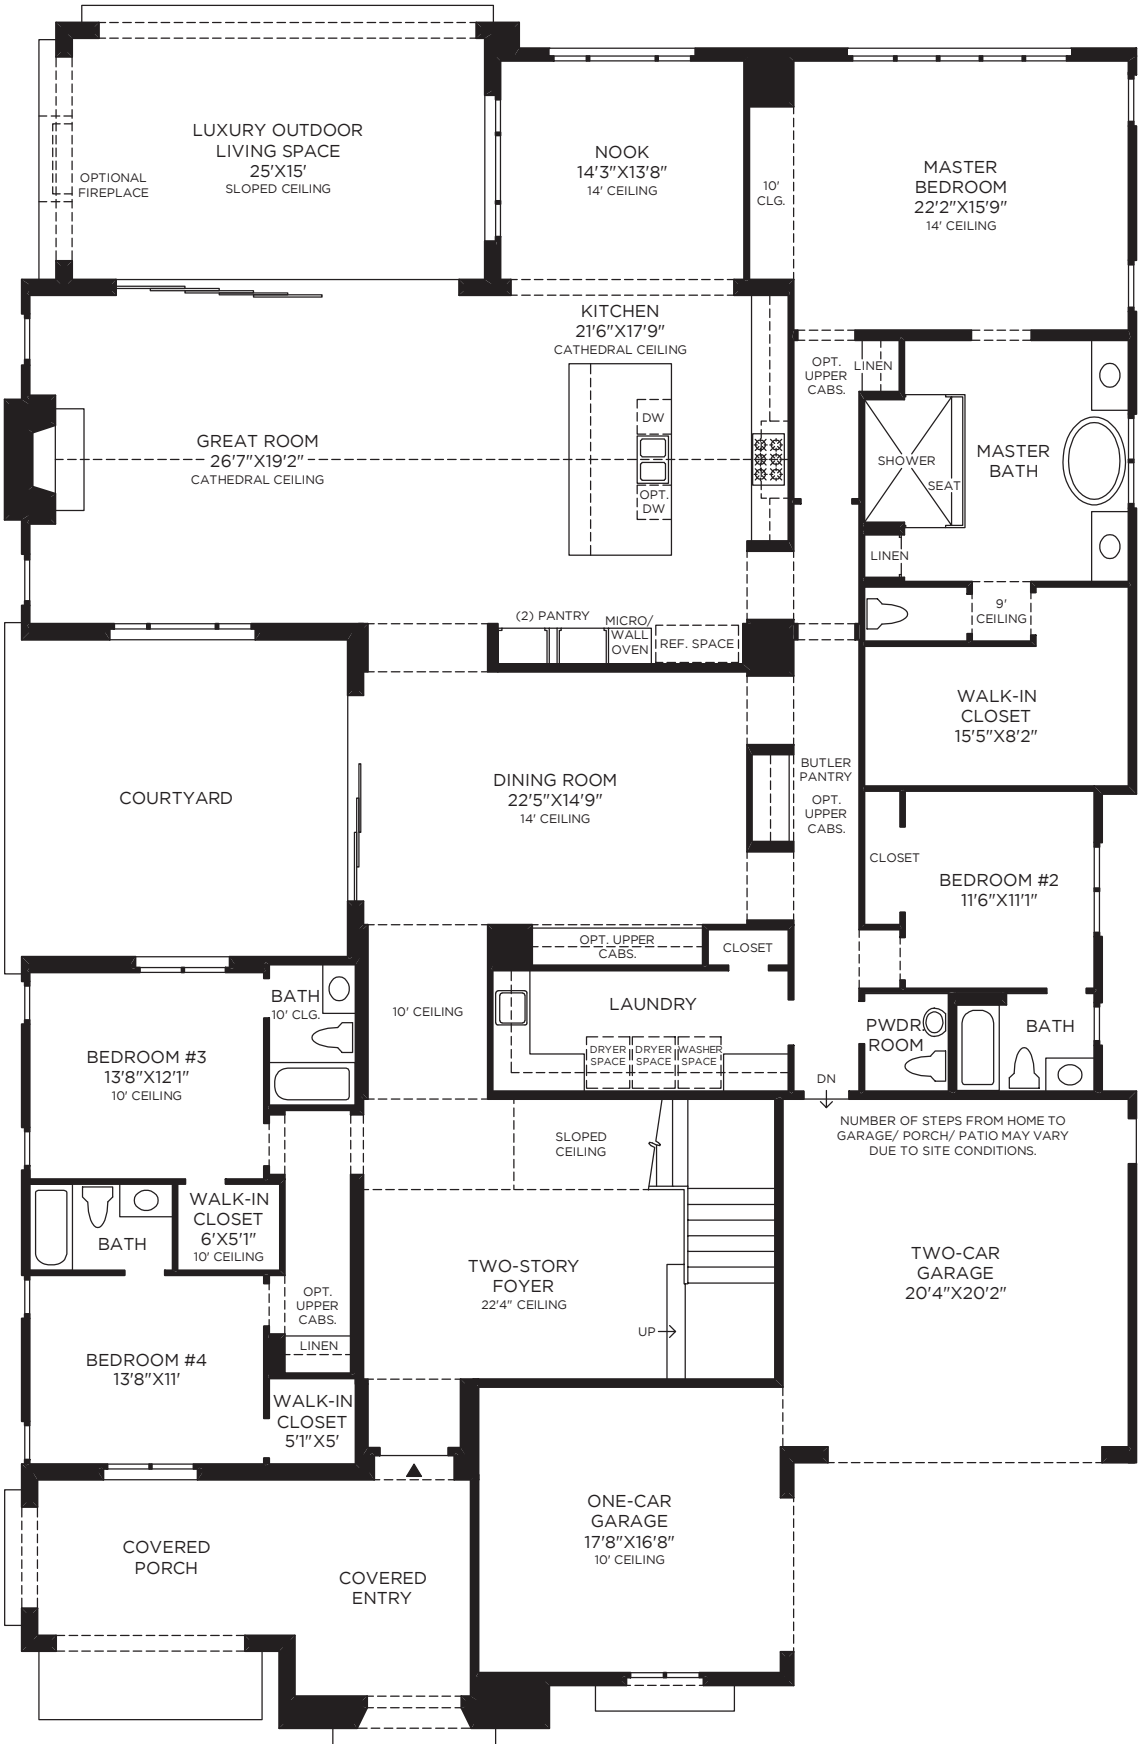 LUXURY OUTDOOR
LIVING SPACE
25'X15'
SLOPED CEILING
OPTIONAL
FIREPLACE
NOOK
14'3"X13'8"
14' CEILING
10'
CLG.
MASTER
BEDROOM
22'2"X15'9"
14' CEILING
KITCHEN
21'6"X17'9"
CATHEDRAL CEILING
OPT.
UPPER
CABS.
LINEN
DW
OPT.
DW
GREAT ROOM
26'7"X19'2"
CATHEDRAL CEILING
SHOWER
SEAT
MASTER
BATH
LINEN
9'
CEILING
(2) PANTRY
MICRO/
WALL
OVEN
REF. SPACE
WALK-IN
CLOSET
15'5"X8'2"
COURTYARD
DINING ROOM
22'5"X14'9"
14' CEILING
BUTLER
PANTRY
OPT.
UPPER
CABS.
CLOSET
BEDROOM #2
11'6"X11'1"
OPT. UPPER
CABS.
CLOSET
BATH
10' CLG.
10' CEILING
LAUNDRY
DRYER
SPACE
DRYER
SPACE
WASHER
SPACE
PWDR.
ROOM
BATH
BEDROOM #3
13'8"X12'1"
10' CEILING
DN
NUMBER OF STEPS FROM HOME TO
GARAGE/ PORCH/ PATIO MAY VARY
DUE TO SITE CONDITIONS.
SLOPED
CEILING
WALK-IN
CLOSET
6'X5'1"
10' CEILING
BATH
TWO-STORY
FOYER
22'4" CEILING
TWO-CAR
GARAGE
20'4"X20'2"
OPT.
UPPER
CABS.
LINEN
UP
BEDROOM #4
13'8"X11'
WALK-IN
CLOSET
5'1"X5'
ONE-CAR
GARAGE
17'8"X16'8"
10' CEILING
COVERED
PORCH
COVERED
ENTRY